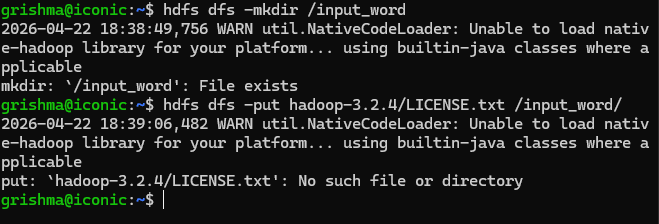 grishma@iconic:~$ hdfs dfs -mkdir /input_word
2026-04-22 18:38:49,756 WARN util.NativeCodeLoader: Unable to load nativ
e-hadoop library for your platform... using builtin-java classes where a
pplicable
mkdir: `/input_word': File exists
grishma@iconic:~$ hdfs dfs -put hadoop-3.2.4/LICENSE.txt /input_word/
2026-04-22 18:39:06,482 WARN util.NativeCodeLoader: Unable to load nativ
e-hadoop library for your platform... using builtin-java classes where a
pplicable
put: `hadoop-3.2.4/LICENSE.txt': No such file or directory
grishma@iconic:~$